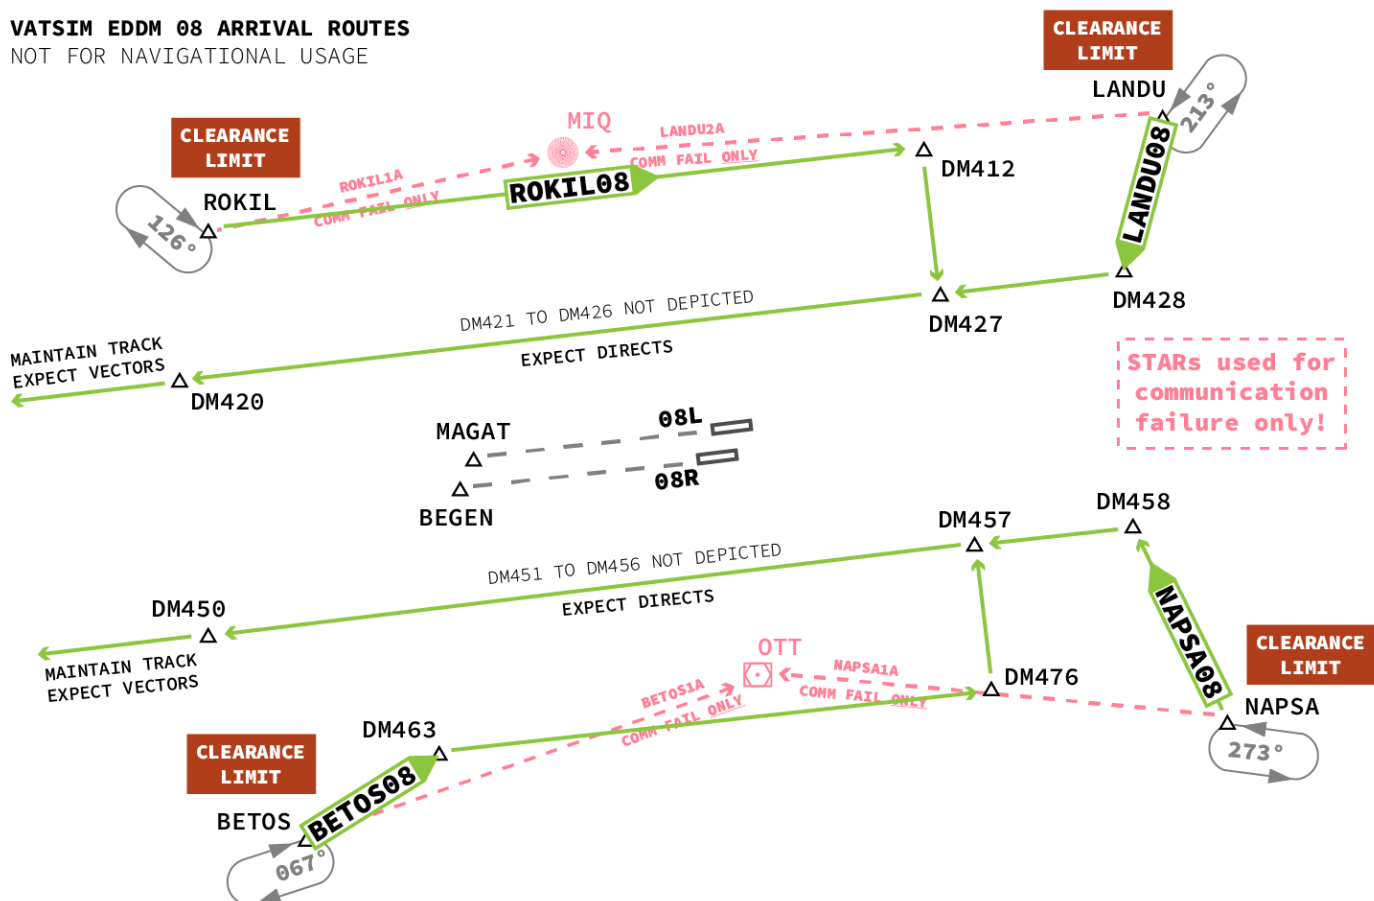 VATSIM EDDM 08 ARRIVAL ROUTES
NOT FOR NAVIGATIONAL USAGE
CLEARANCE
LIMIT
LANDU
213°
MIQ
LANDU2A
COMM FAIL ONLY
CLEARANCE
LIMIT
ROKIL
126°
ROKIL1A
COMM FAIL ONLY
ROKIL08
DM412
LANDU08
DM428
DM427
DM421 TO DM426 NOT DEPICTED
EXPECT DIRECTS
MAINTAIN TRACK
EXPECT VECTORS
DM420
STARs used for
communication
failure only!
MAGAT
08L
08R
BEGEN
DM458
DM457
DM451 TO DM456 NOT DEPICTED
EXPECT DIRECTS
DM450
MAINTAIN TRACK
EXPECT VECTORS
NAPSA08
CLEARANCE
LIMIT
NAPSA
273°
OTT
NAPSA1A
COMM FAIL ONLY
DM476
BETOS1A
COMM FAIL ONLY
DM463
CLEARANCE
LIMIT
BETOS
BETOS08
067°